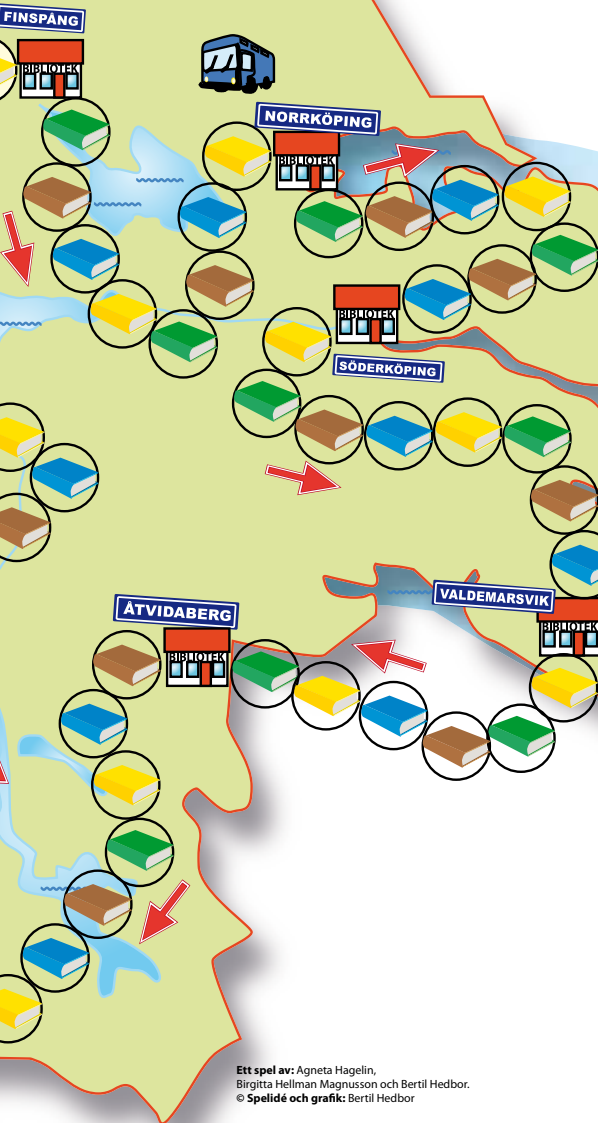 FINSPÅNG
BIBLIOTEK
NORRKÖPING
BIBLIOTEK
BIBLIOTEK
SÖDERKÖPING
VALDEMARSVIK
BIBLIOTEK
ÅTVIDABERG
BIBLIOTEK
Ett spel av: Agneta Hagelin,
Birgitta Hellman Magnusson och Bertil Hedbor.
© Spelidé och grafik: Bertil Hedbor